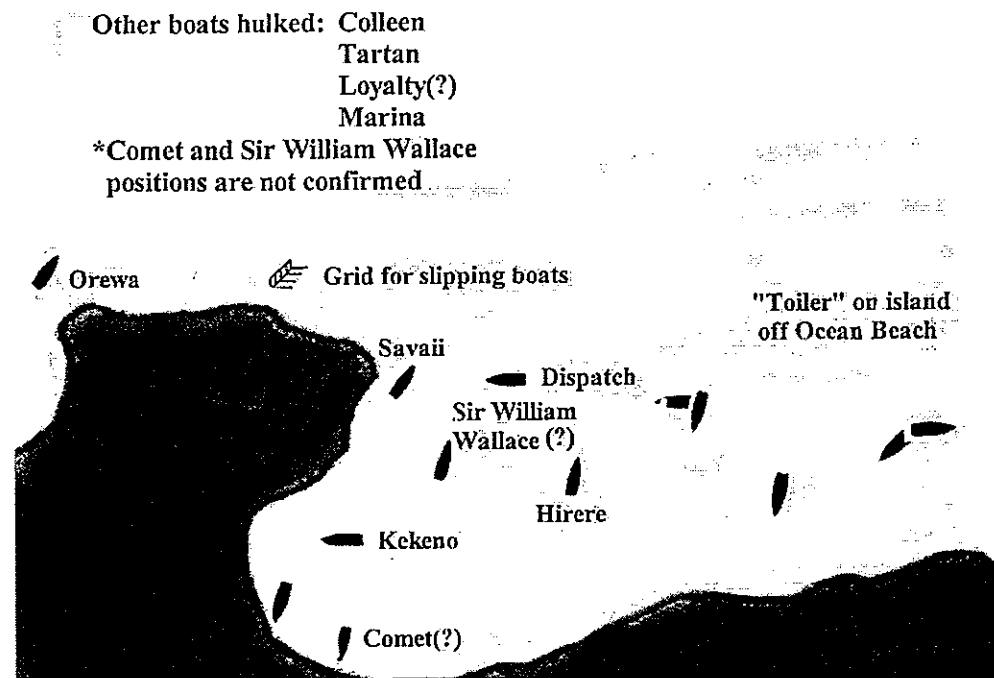 Other boats hulked: Colleen
Tartan
Loyalty(?)
Marina
*Comet and Sir William Wallace
positions are not confirmed
Orewa
Grid for slipping boats
"Toiler" on island
off Ocean Beach
Savaii
Dispatch
Sir William
Wallace (?)
Hirere
Kekeno
Comet(?)